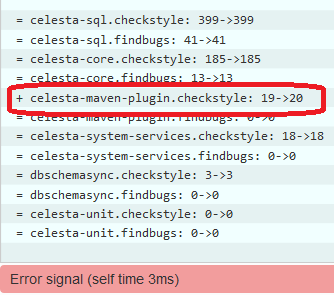 = celesta-sql.checkstyle: 399->399
= celesta-sql.findbugs: 41->41
= celesta-core.checkstyle: 185->185
= celesta-core.findbugs: 13->13
+ celesta-maven-plugin.checkstyle: 19->20
= celesta-maven-plugin.findbugs: 0->0
= celesta-system-services.checkstyle: 18->18
= celesta-system-services.findbugs: 0->0
= dbschemasync.checkstyle: 3->3
= dbschemasync.findbugs: 0->0
= celesta-unit.checkstyle: 0->0
= celesta-unit.findbugs: 0->0
Error signal (self time 3ms)